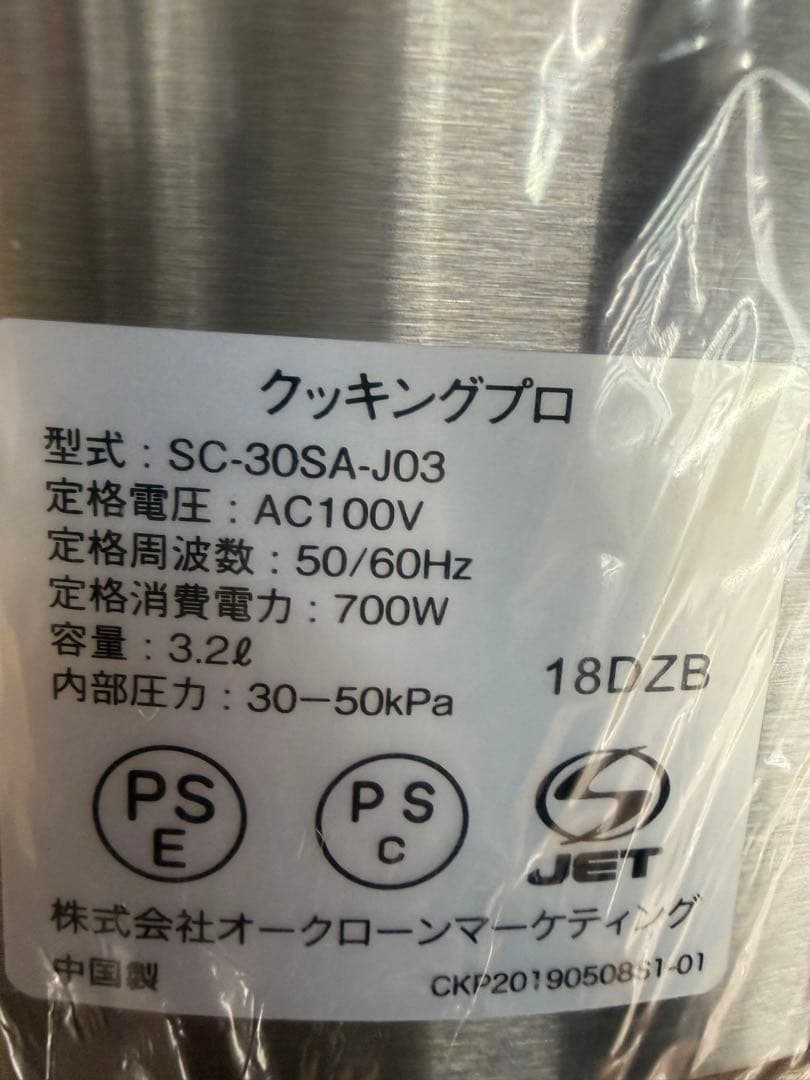 クッキングプロ
型式 : SC-30SA-J03
定格電圧 : AC100V
定格周波数 : 50/60Hz
定格消費電力 : 700W
容量 : 3.2ℓ
内部圧力 : 30−50kPa
18DZB
PS
E
PS
C
JET
株式会社オークローンマーケティング
中国製
CKP20190508S1-01